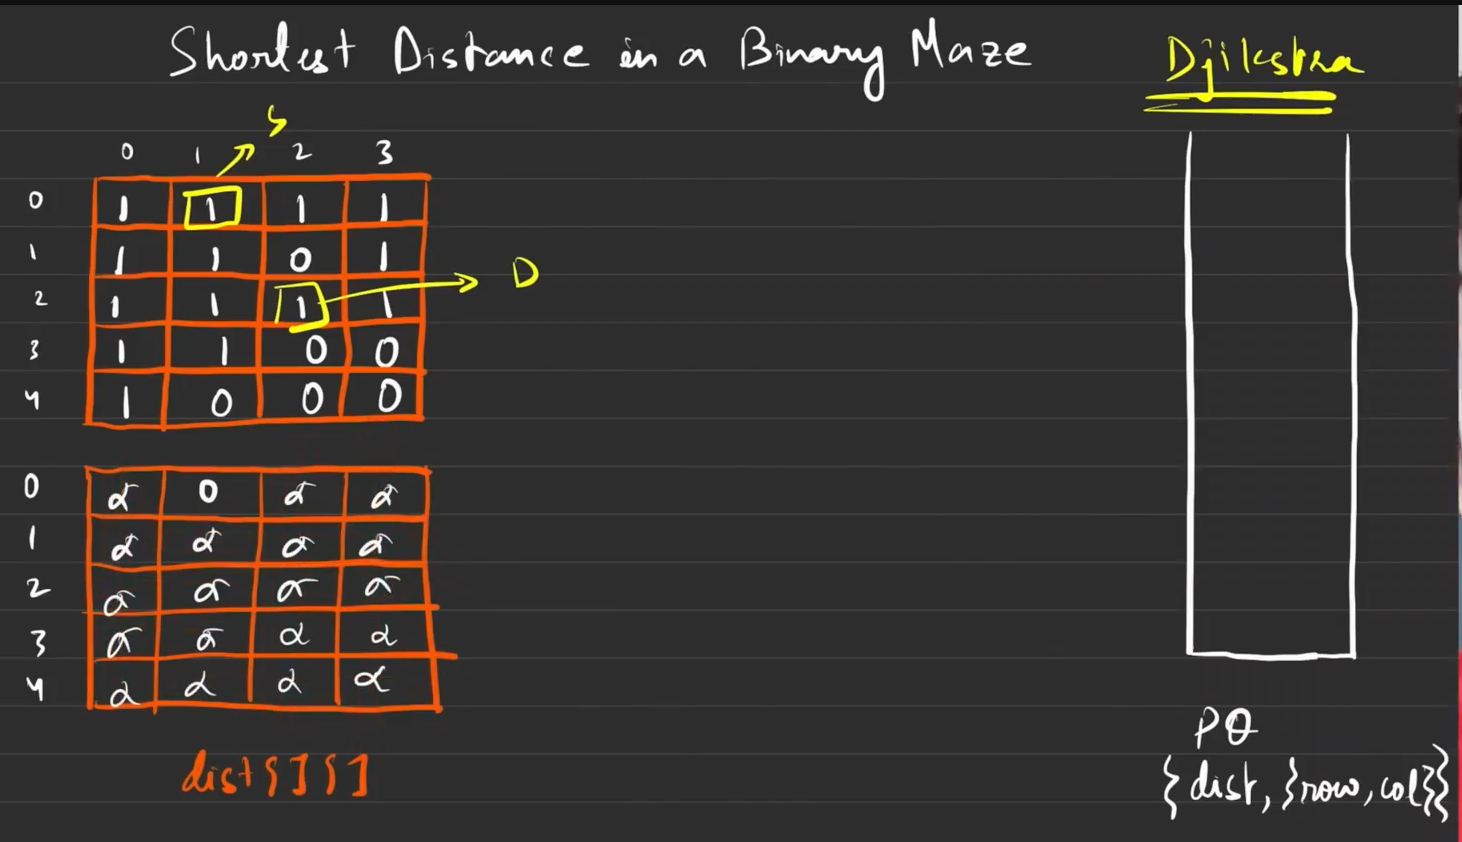 Shortest Distance in a Binary Maze
Djikstra
S
0 1 2 3
0 1 1 1 1
1 1 1 0 1
D
2 1 1 1 1
3 1 1 0 0
4 1 0 0 0
0 α 0 α α
1 α α α α
2 α α α α
3 α α α α
4 α α α α
dist[][]
PQ
{dist, {row, col}}